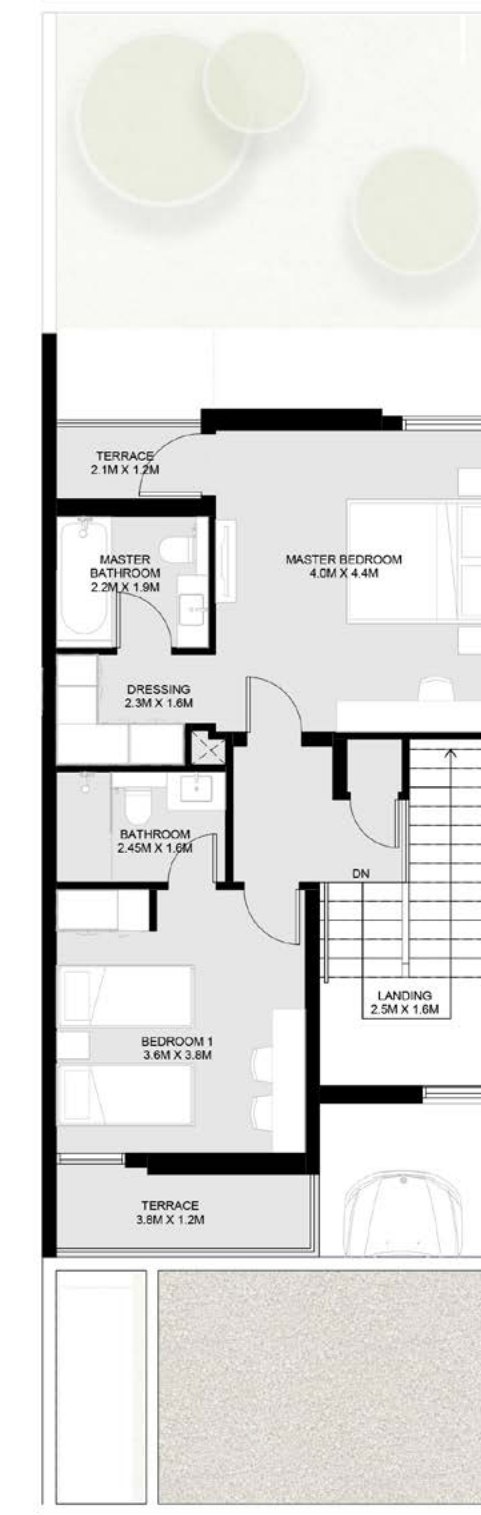 TERRACE
2.1M X 1.2M
MASTER
BATHROOM
2.2M X 1.9M
MASTER BEDROOM
4.0M X 4.4M
DRESSING
2.3M X 1.6M
BATHROOM
2.45M X 1.6M
DN
LANDING
2.5M X 1.6M
BEDROOM 1
3.6M X 3.8M
TERRACE
3.8M X 1.2M